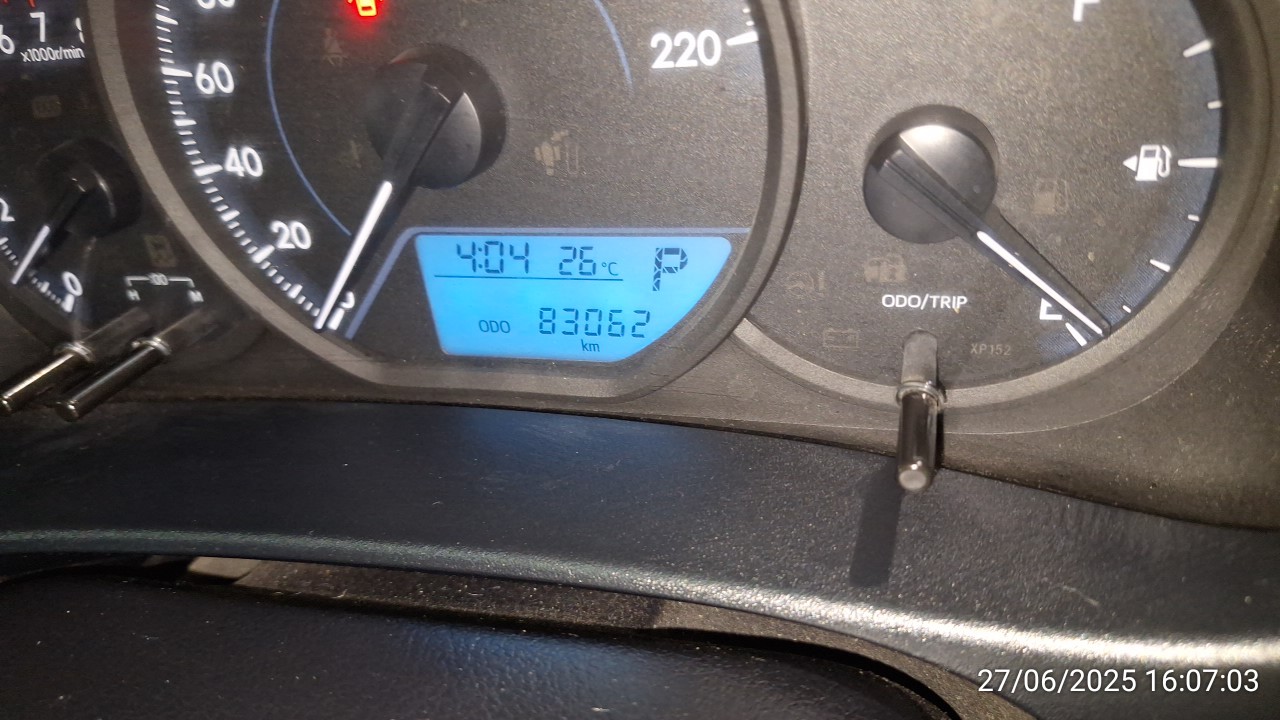 220
6 7
x1000r/min
60
40
20
0
4:04 26°C P
ODO 83062
km
ODO/TRIP
E
XP152
H M
27/06/2025 16:07:03